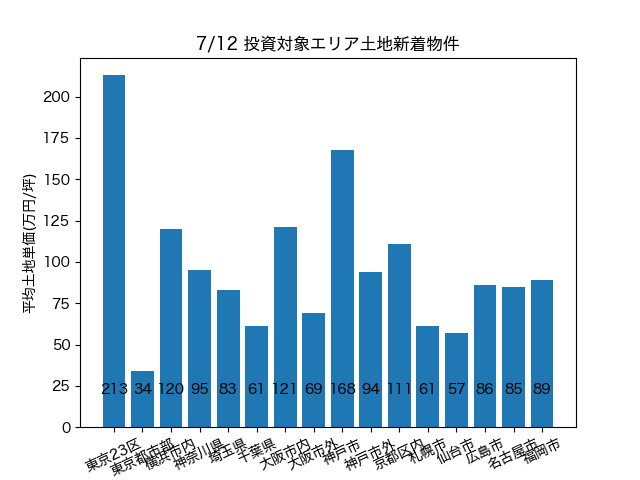 7/12 投資対象エリア土地新着物件
平均土地単価(万円/坪)
200
175
150
125
100
75
50
25
0
213 34 120 95 83 61 121 69 168 94 111 61 57 86 85 89
東京23区
東京都市部
横浜市内
神奈川県
埼玉県
千葉県
大阪市内
大阪市外
神戸市
神戸市外
京都区内
札幌市
仙台市
広島市
名古屋市
福岡市